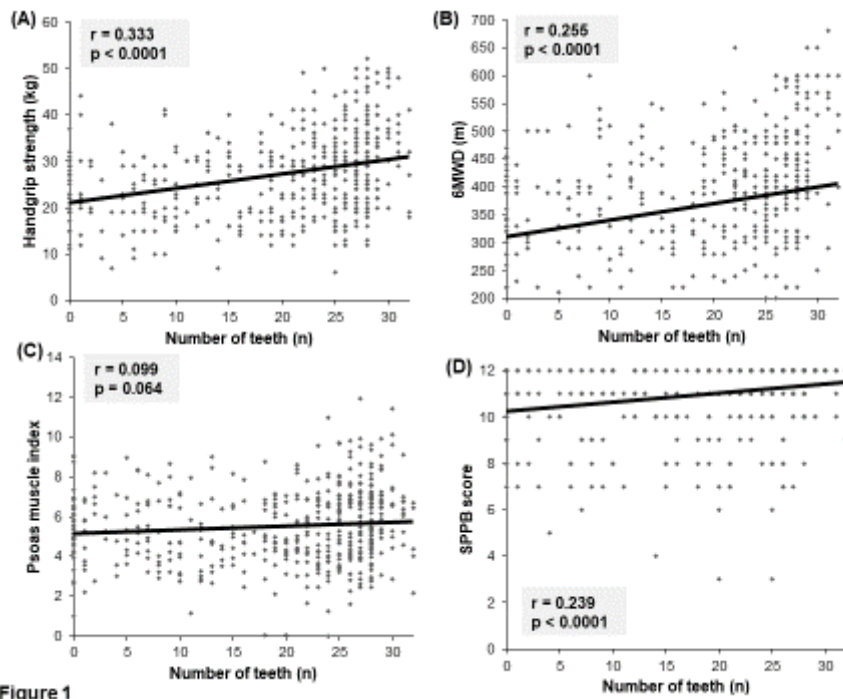 (A)
r = 0.333
p < 0.0001
Handgrip strength (kg)
60
50
40
30
20
10
0
0 5 10 15 20 25 30
Number of teeth (n)
(B)
r = 0.255
p < 0.0001
6MWD (m)
700
650
600
550
500
450
400
350
300
250
200
0 5 10 15 20 25 30
Number of teeth (n)
(C)
r = 0.099
p = 0.064
Psoas muscle index
14
12
10
8
6
4
2
0
0 5 10 15 20 25 30
Number of teeth (n)
(D)
r = 0.239
p < 0.0001
SPPB score
12
10
8
6
4
2
0
0 5 10 15 20 25 30
Number of teeth (n)
Figure 1